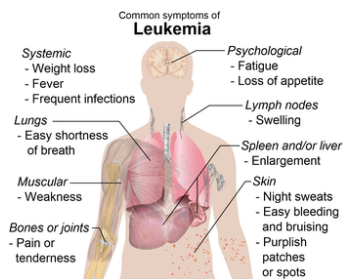 Common symptoms of
Leukemia
Systemic
- Weight loss
- Fever
- Frequent infections
Psychological
- Fatigue
- Loss of appetite
Lymph nodes
- Swelling
Lungs
- Easy shortness
of breath
Spleen and/or liver
- Enlargement
Muscular
- Weakness
Skin
- Night sweats
- Easy bleeding
and bruising
- Purplish
patches
or spots
Bones or joints
- Pain or
tenderness